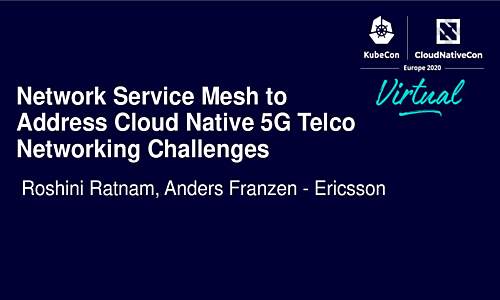 KubeCon
CloudNativeCon
Europe 2020
Virtual
Network Service Mesh to
Address Cloud Native 5G Telco
Networking Challenges
Roshini Ratnam, Anders Franzen - Ericsson